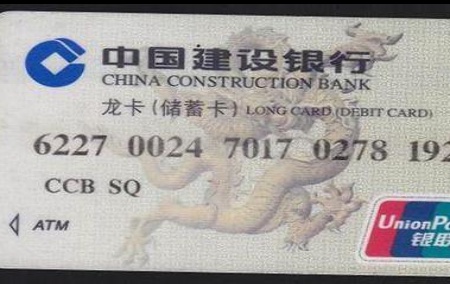 中国建设银行
CHINA CONSTRUCTION BANK
龙卡(储蓄卡) LONG CARD (DEBIT CARD)
6227 0024 7017 0278 192
CCB SQ
ATM
UnionPa
银联